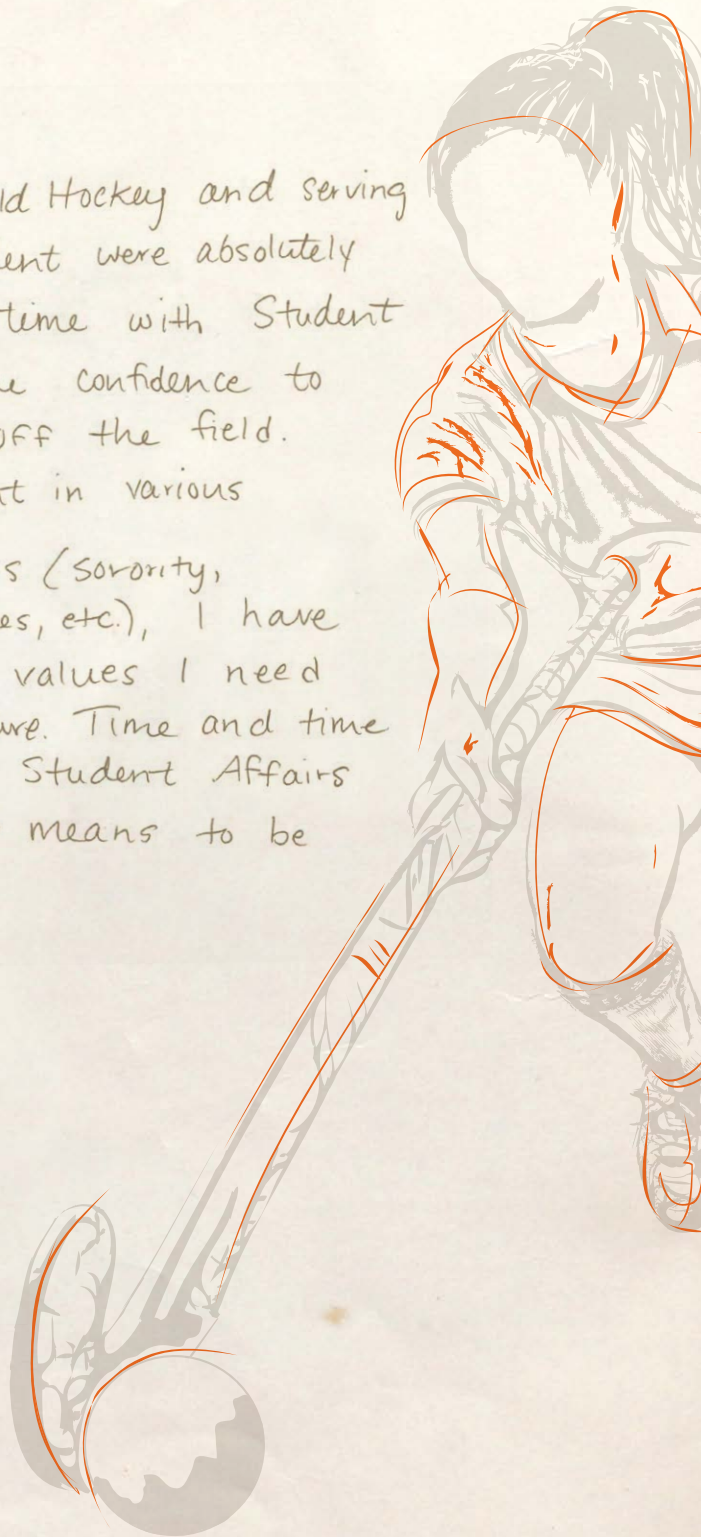 ld Hockey and serving
ent were absolutely
time with Student
e confidence to
off the field.
t in various
s (sorority,
es, etc.), I have
values I need
ure. Time and time
Student Affairs
means to be